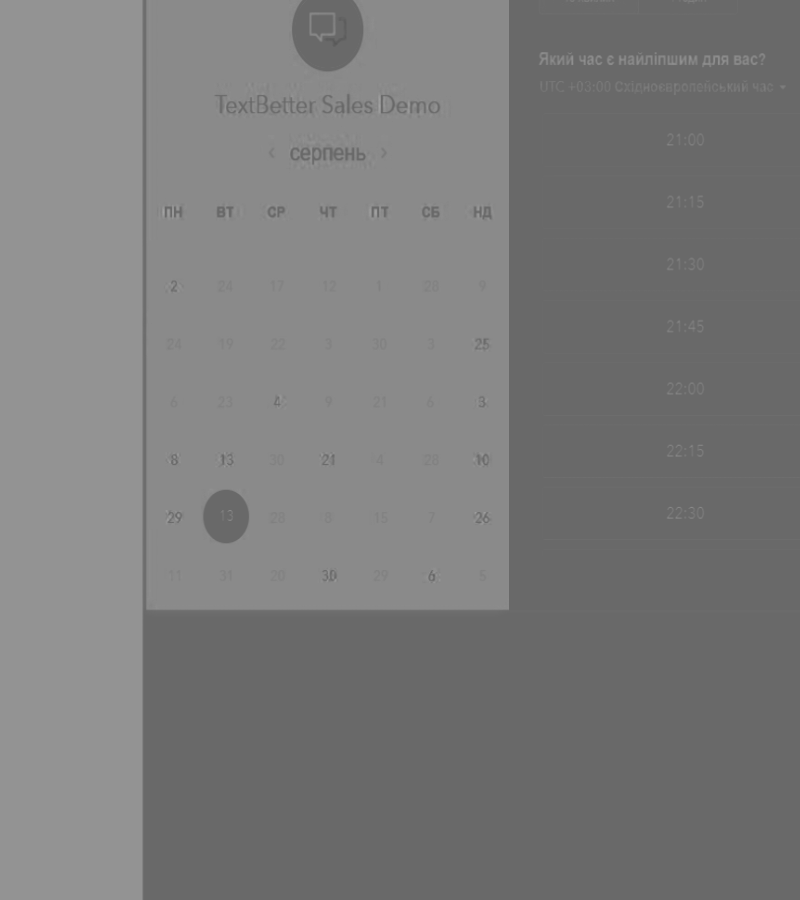 TextBetter Sales Demo
‹ серпень ›
ПН ВТ СР ЧТ ПТ СБ НД
2 24 17 12 1 20 9
24 19 22 3 30 3 25
6 23 4 9 21 6 3
8 13 30 21 4 28 10
29 13 28 15 7 26
11 31 20 30 29 6 5
Який час є найліпшим для вас?
UTC +03:00 Східноєвропейський час
21:00
21:15
21:30
21:45
22:00
22:15
22:30